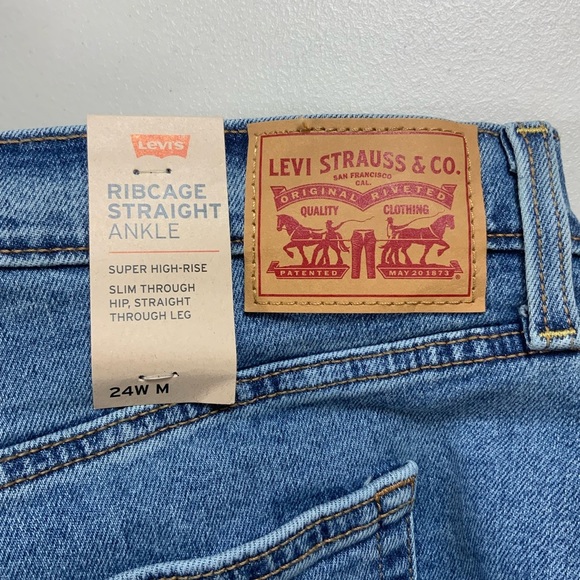 Levi's
RIBCAGE
STRAIGHT
ANKLE
SUPER HIGH-RISE
SLIM THROUGH
HIP, STRAIGHT
THROUGH LEG
24W M
LEVI STRAUSS & CO.
SAN FRANCISCO
CAL.
ORIGINAL RIVETED
QUALITY CLOTHING
PATENTED MAY 20 1873